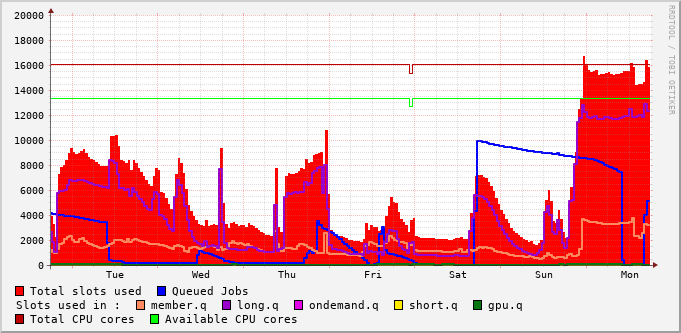 20000
18000
16000
14000
12000
10000
8000
6000
4000
2000
0
Tue Wed Thu Fri Sat Sun Mon
RRDTOOL / TOBI OETIKER
Total slots used Queued Jobs
Slots used in : member.q long.q ondemand.q short.q gpu.q
Total CPU cores Available CPU cores